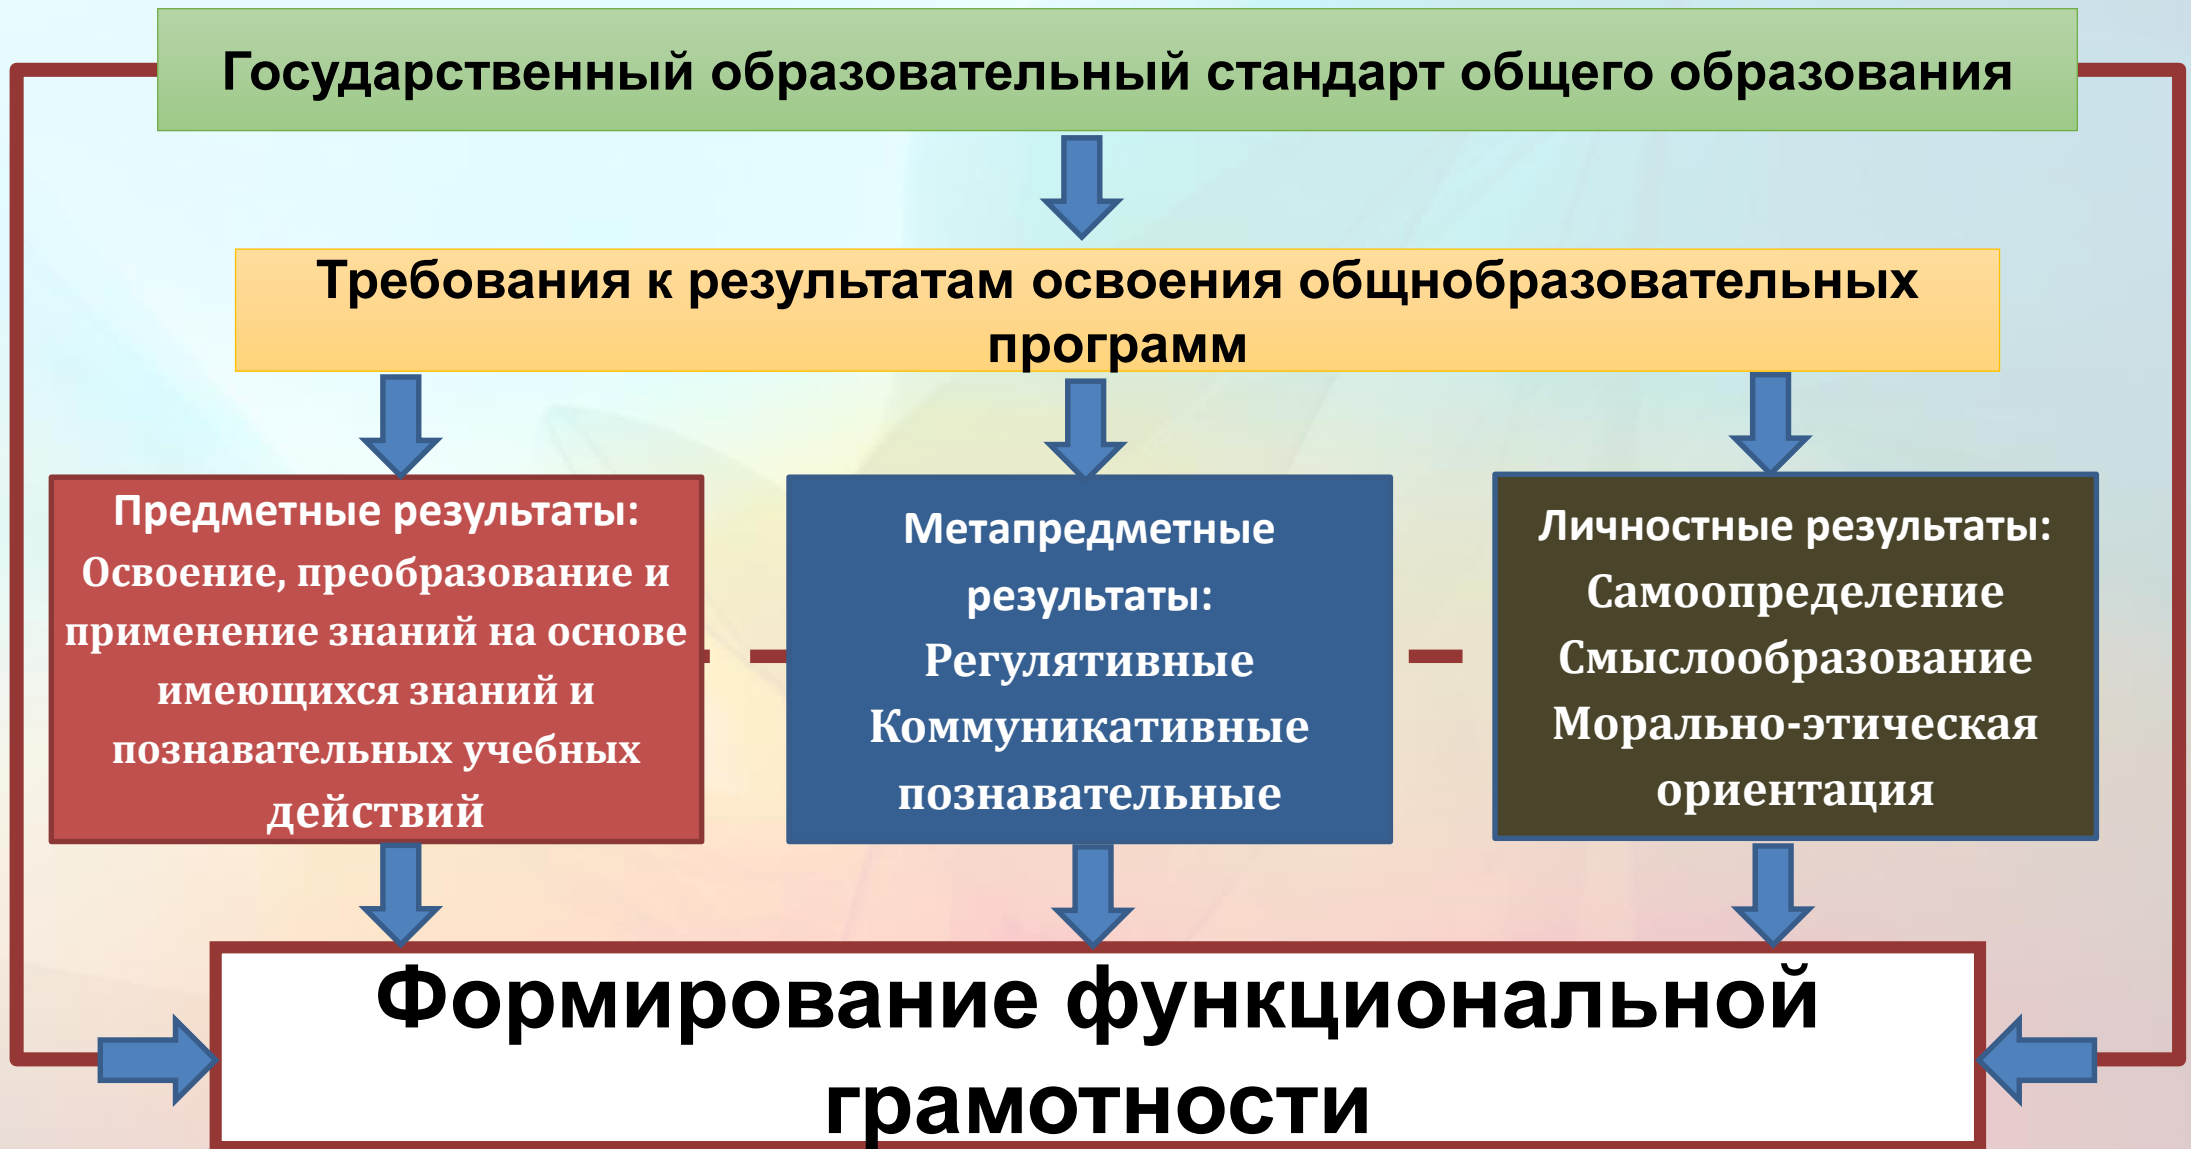 Государственный образовательный стандарт общего образования
Требования к результатам освоения общнобразовательных
программ
Предметные результаты:
Освоение, преобразование и
применение знаний на основе
имеющихся знаний и
познавательных учебных
действий
Метапредметные
результаты:
Регулятивные
Коммуникативные
познавательные
Личностные результаты:
Самоопределение
Смыслообразование
Морально-этическая
ориентация
Формирование функциональной
грамотности